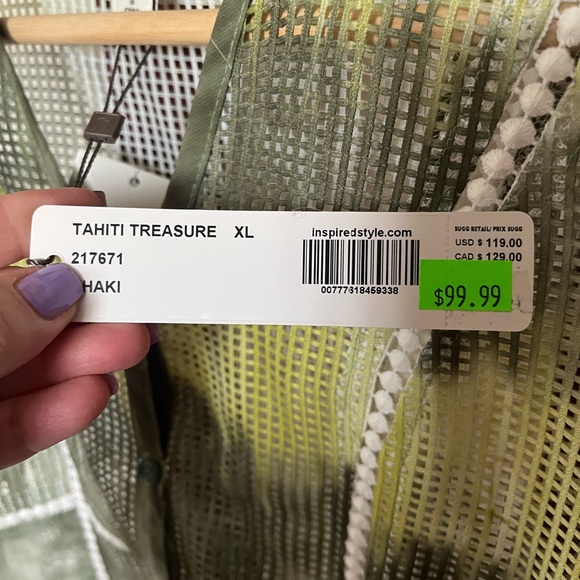 TAHITI TREASURE XL
217671
HAKI
inspiredstyle.com
SUGG RETAIL/ PRIX SUGG
USD $ 119.00
CAD $ 129.00
$99.99